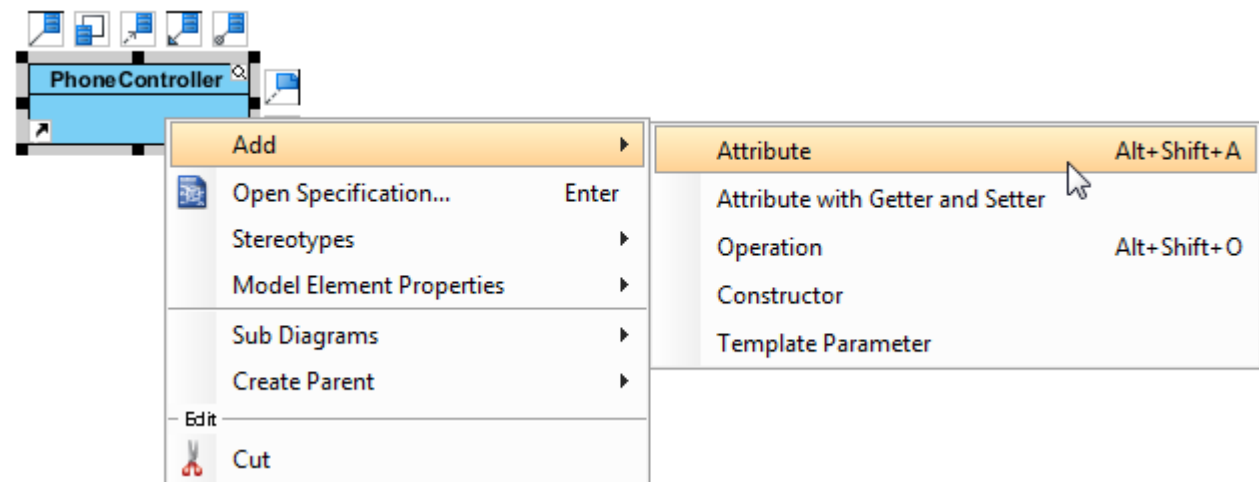 PhoneController
Add
Open Specification... Enter
Stereotypes
Model Element Properties
Sub Diagrams
Create Parent
Edit
Cut
Attribute Alt+Shift+A
Attribute with Getter and Setter
Operation Alt+Shift+O
Constructor
Template Parameter